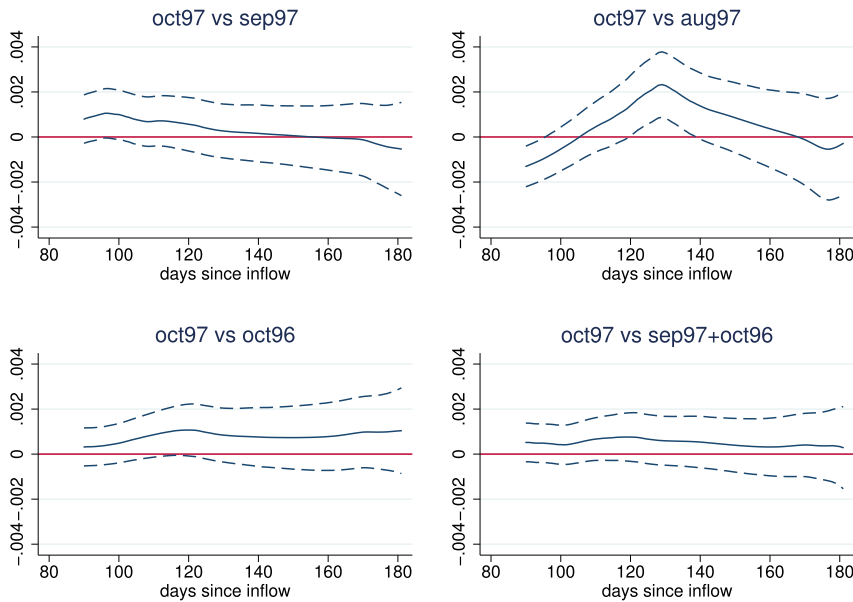 oct97 vs sep97
.004
.002
0
-.002
-.004
80 100 120 140 160 180
days since inflow
oct97 vs aug97
.004
.002
0
-.002
-.004
80 100 120 140 160 180
days since inflow
oct97 vs oct96
.004
.002
0
-.002
-.004
80 100 120 140 160 180
days since inflow
oct97 vs sep97+oct96
.004
.002
0
-.002
-.004
80 100 120 140 160 180
days since inflow